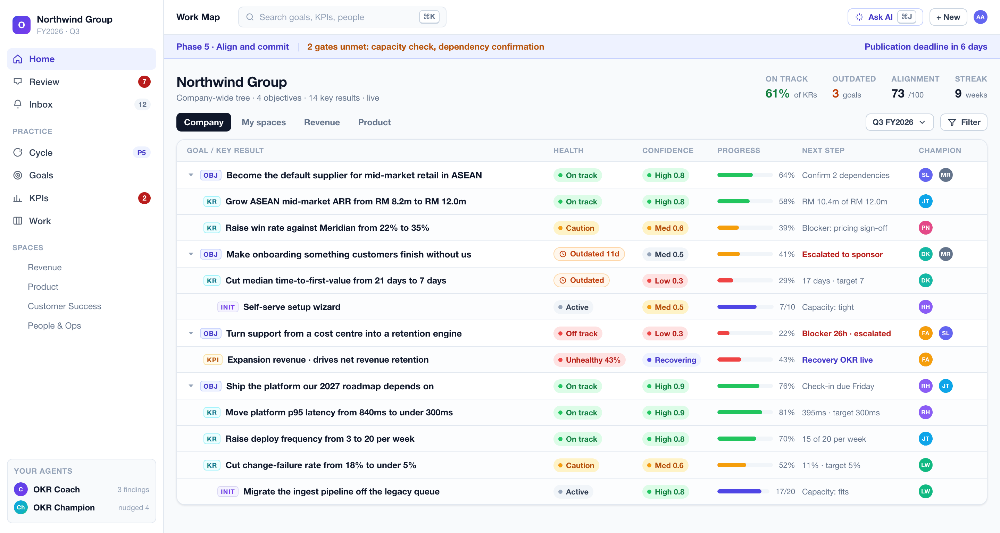 O Northwind Group
FY2026 · Q3
Home
Review 7
Inbox 12
PRACTICE
Cycle P5
Goals
KPIs 2
Work
SPACES
Revenue
Product
Customer Success
People & Ops
YOUR AGENTS
C OKR Coach 3 findings
Ch OKR Champion nudged 4
Work Map Search goals, KPIs, people ⌘K Ask AI ⌘J + New AA
Phase 5 · Align and commit 2 gates unmet: capacity check, dependency confirmation Publication deadline in 6 days
Northwind Group
Company-wide tree · 4 objectives · 14 key results · live
ON TRACK OUTDATED ALIGNMENT STREAK
61% of KRs 3 goals 73 /100 9 weeks
Company My spaces Revenue Product Q3 FY2026 Filter
GOAL / KEY RESULT HEALTH CONFIDENCE PROGRESS NEXT STEP CHAMPION
OBJ Become the default supplier for mid-market retail in ASEAN On track High 0.8 64% Confirm 2 dependencies SL MR
KR Grow ASEAN mid-market ARR from RM 8.2m to RM 12.0m On track High 0.8 58% RM 10.4m of RM 12.0m JT
KR Raise win rate against Meridian from 22% to 35% Caution Med 0.6 39% Blocker: pricing sign-off PN
OBJ Make onboarding something customers finish without us Outdated 11d Med 0.5 41% Escalated to sponsor DK MR
KR Cut median time-to-first-value from 21 days to 7 days Outdated Low 0.3 29% 17 days · target 7 DK
INIT Self-serve setup wizard Active Med 0.5 7/10 Capacity: tight RH
OBJ Turn support from a cost centre into a retention engine Off track Low 0.3 22% Blocker 26h · escalated FA SL
KPI Expansion revenue · drives net revenue retention Unhealthy 43% Recovering 43% Recovery OKR live FA
OBJ Ship the platform our 2027 roadmap depends on On track High 0.9 76% Check-in due Friday RH JT
KR Move platform p95 latency from 840ms to under 300ms On track High 0.9 81% 395ms · target 300ms RH
KR Raise deploy frequency from 3 to 20 per week On track High 0.8 70% 15 of 20 per week JT
KR Cut change-failure rate from 18% to under 5% Caution Med 0.6 52% 11% · target 5% LW
INIT Migrate the ingest pipeline off the legacy queue Active High 0.8 17/20 Capacity: fits LW